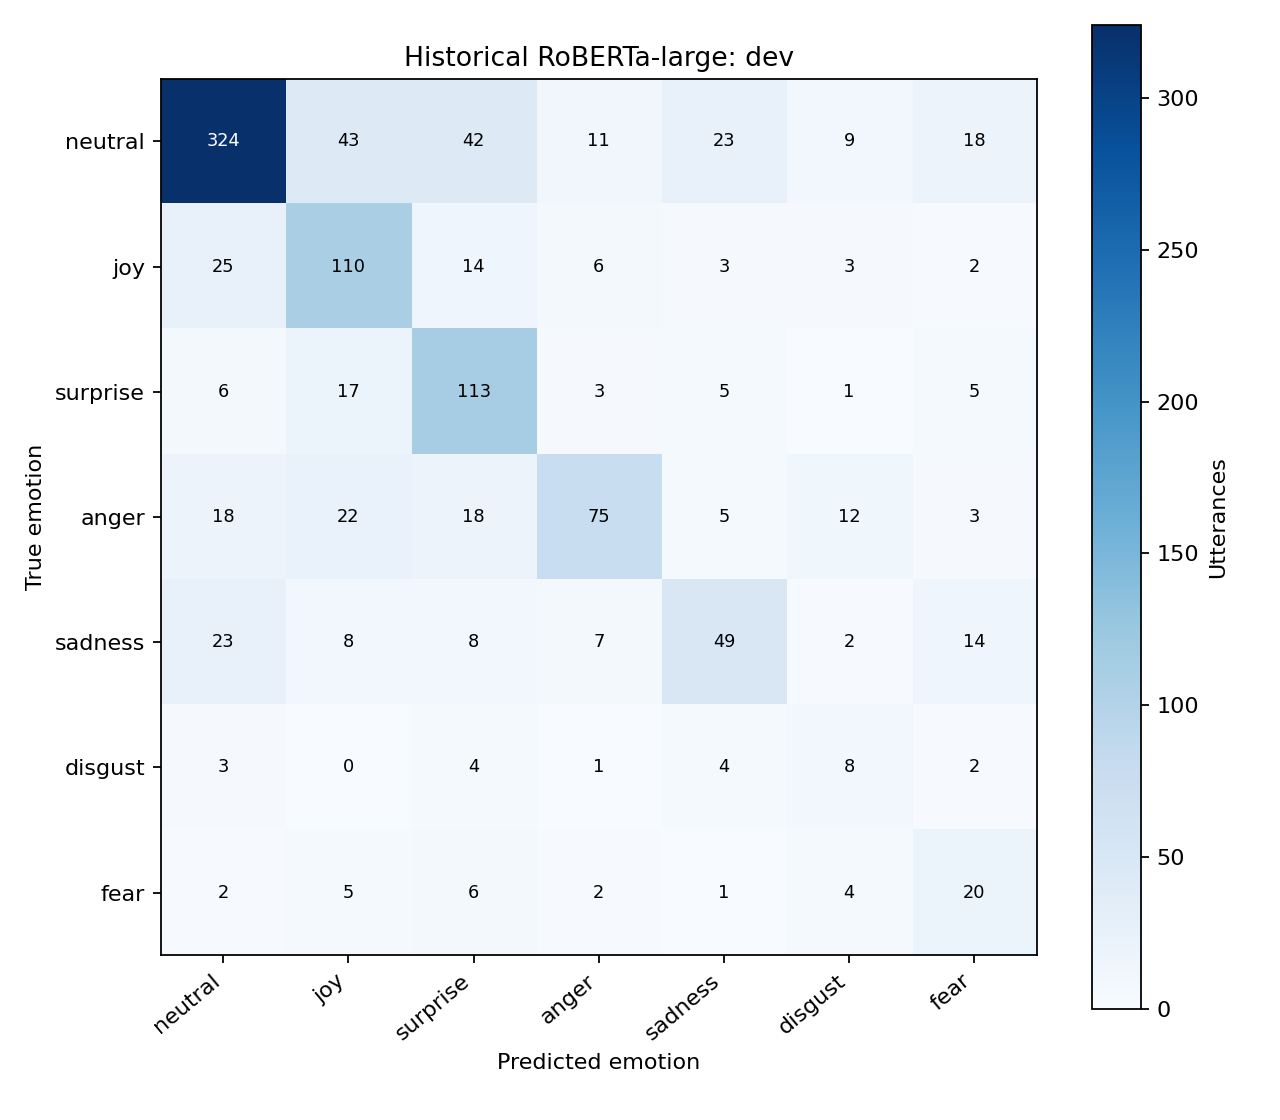 Historical RoBERTa-large: dev
neutral 324 43 42 11 23 9 18
joy 25 110 14 6 3 3 2
surprise 6 17 113 3 5 1 5
anger 18 22 18 75 5 12 3
sadness 23 8 8 7 49 2 14
disgust 3 0 4 1 4 8 2
fear 2 5 6 2 1 4 20
neutral joy surprise anger sadness disgust fear
Predicted emotion
True emotion
300
250
200
150
100
50
0
Utterances